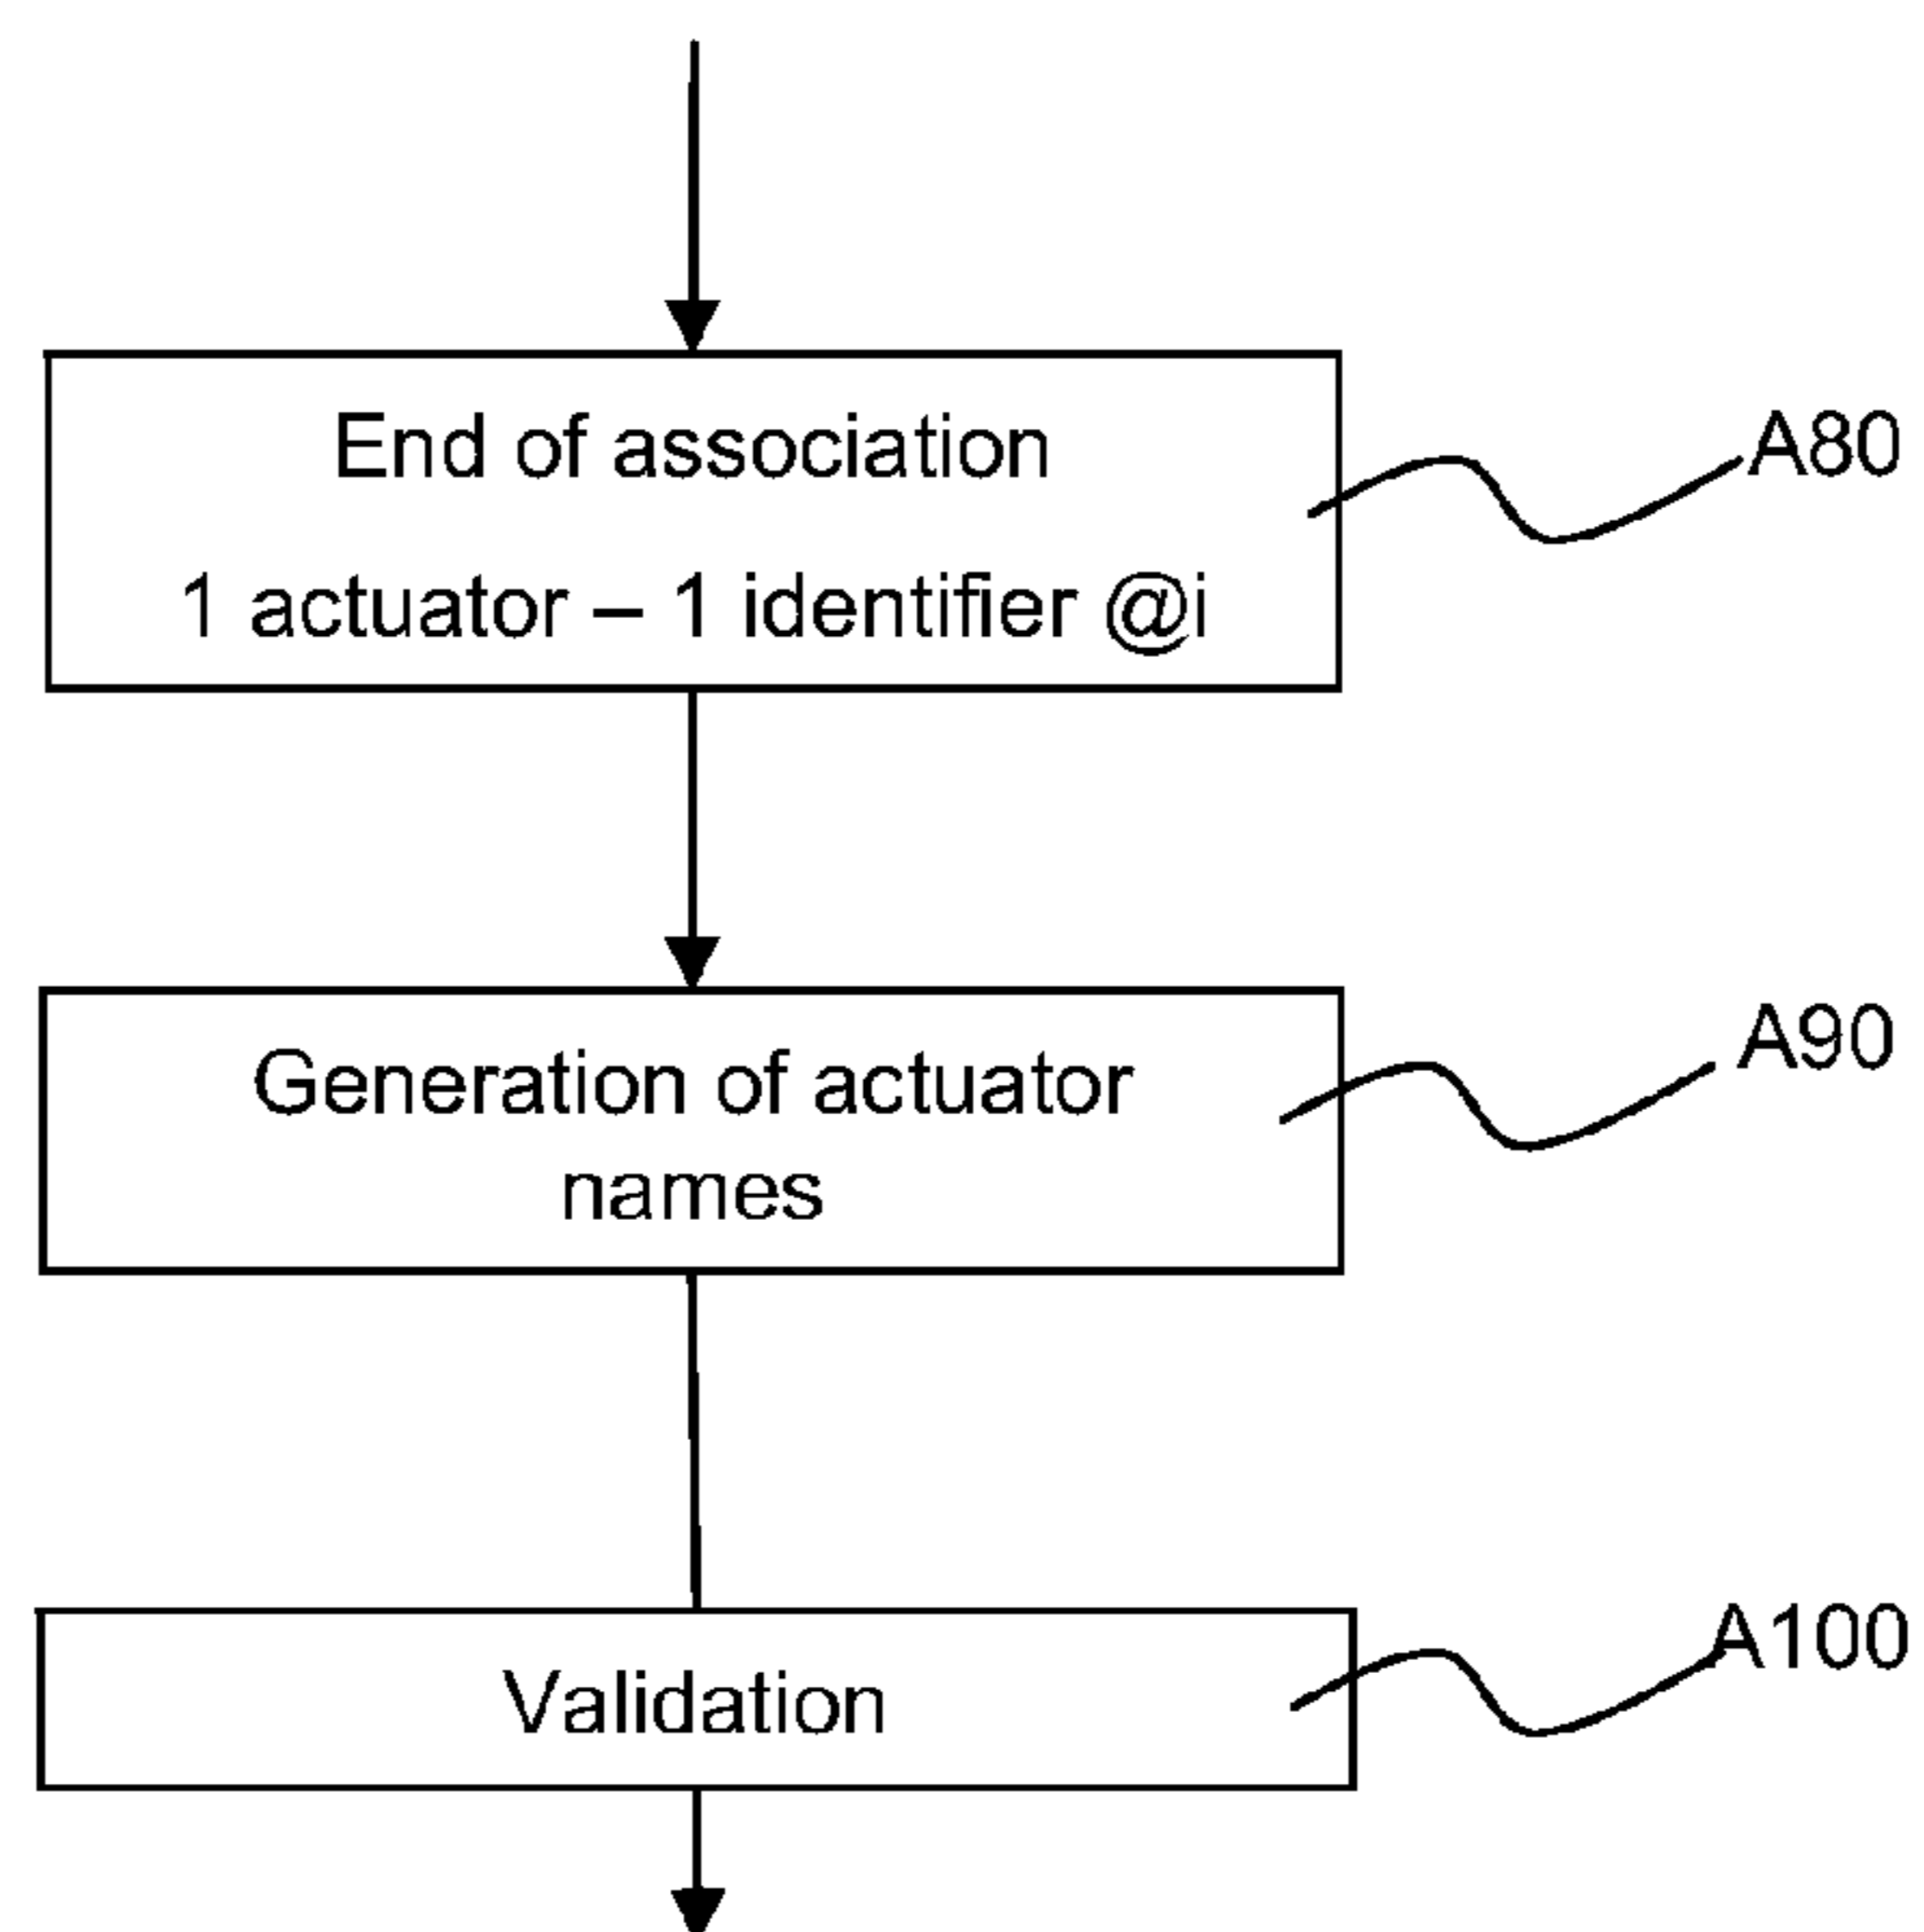 End of association
A80
1 actuator – 1 identifier @i
Generation of actuator
A90
names
Validation
A100